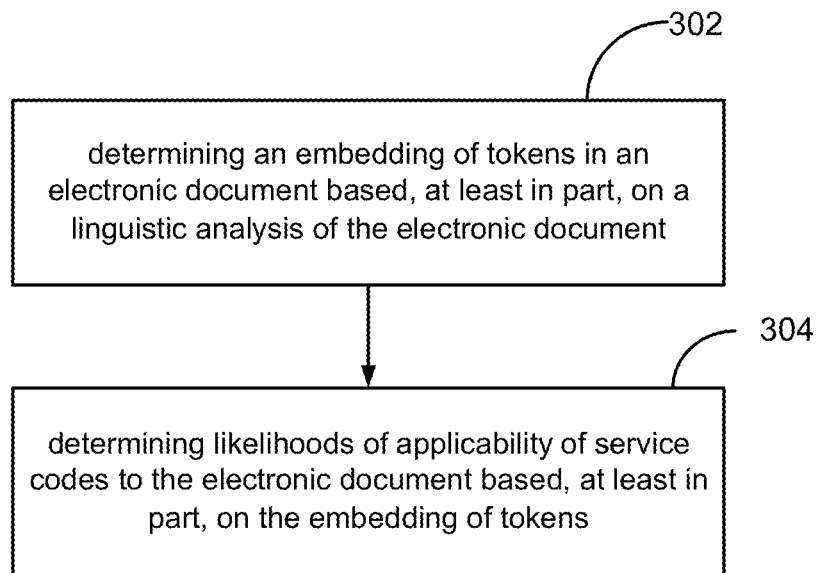 302
determining an embedding of tokens in an
electronic document based, at least in part, on a
linguistic analysis of the electronic document
304
determining likelihoods of applicability of service
codes to the electronic document based, at least in
part, on the embedding of tokens